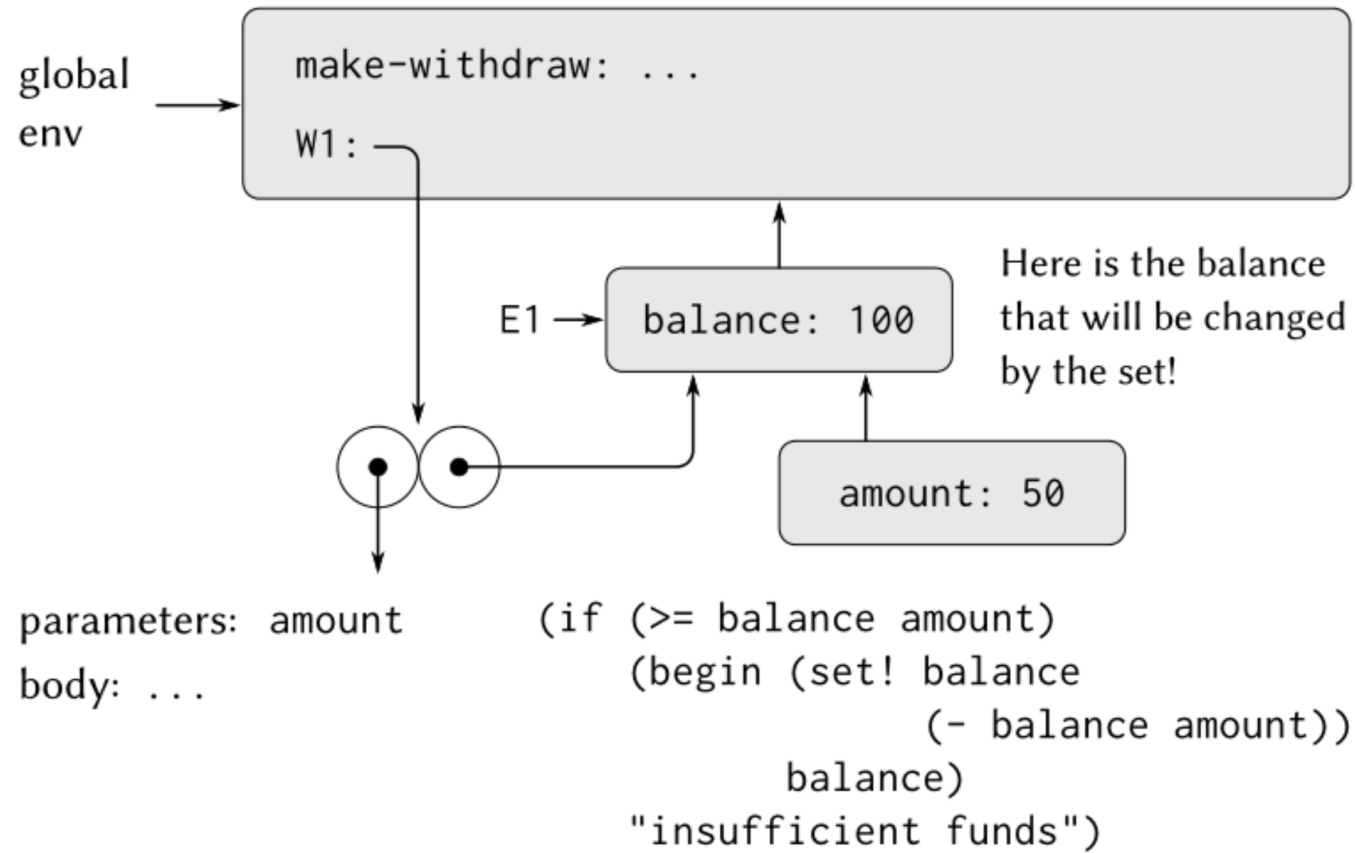 global
env
make-withdraw: ...
W1:
E1
balance: 100
Here is the balance
that will be changed
by the set!
amount: 50
parameters: amount
body: ...
(if (>= balance amount)
(begin (set! balance
(- balance amount))
balance)
"insufficient funds")